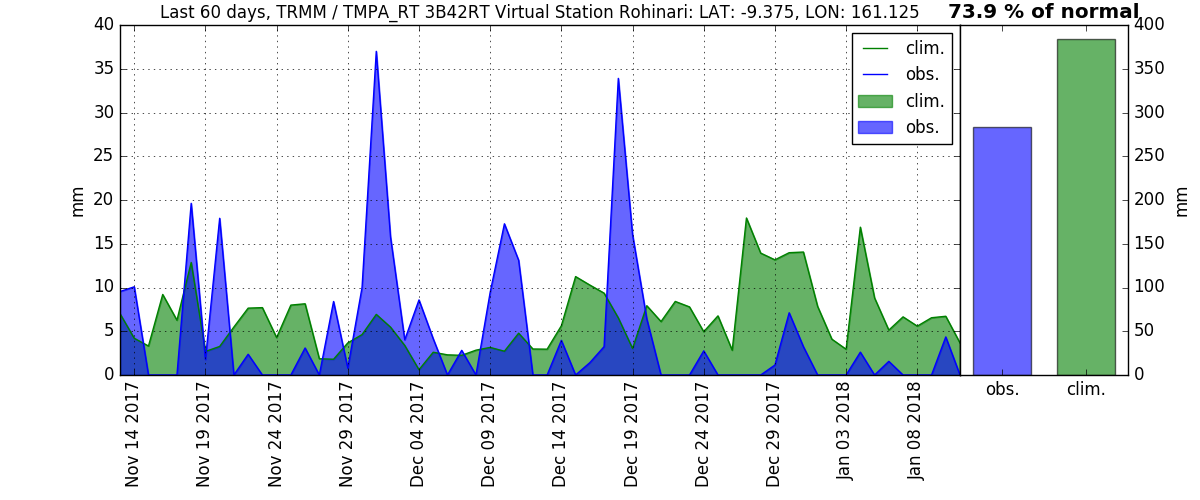 Last 60 days, TRMM / TMPA_RT 3B42RT Virtual Station Rohinari: LAT: -9.375, LON: 161.125
73.9 % of normal
40
35
30
25
20
15
10
5
0
mm
clim.
obs.
clim.
obs.
400
350
300
250
200
150
100
50
0
mm
Nov 14 2017
Nov 19 2017
Nov 24 2017
Nov 29 2017
Dec 04 2017
Dec 09 2017
Dec 14 2017
Dec 19 2017
Dec 24 2017
Dec 29 2017
Jan 03 2018
Jan 08 2018
obs.
clim.